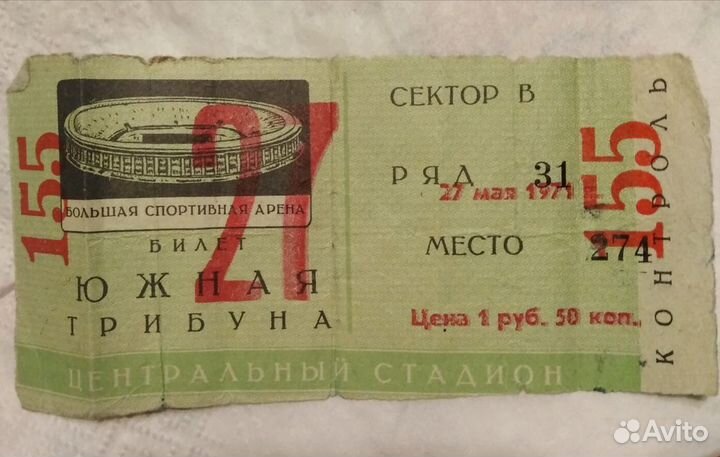 155
27
БОЛЬШАЯ СПОРТИВНАЯ АРЕНА
БИЛЕТ
ЮЖНАЯ
ТРИБУНА
СЕКТОР В
РЯД 31
27 мая 1971 г.
МЕСТО 274
Цена 1 руб. 50 коп.
ЦЕНТРАЛЬНЫЙ СТАДИОН
155
КОНТРОЛЬ
Avito